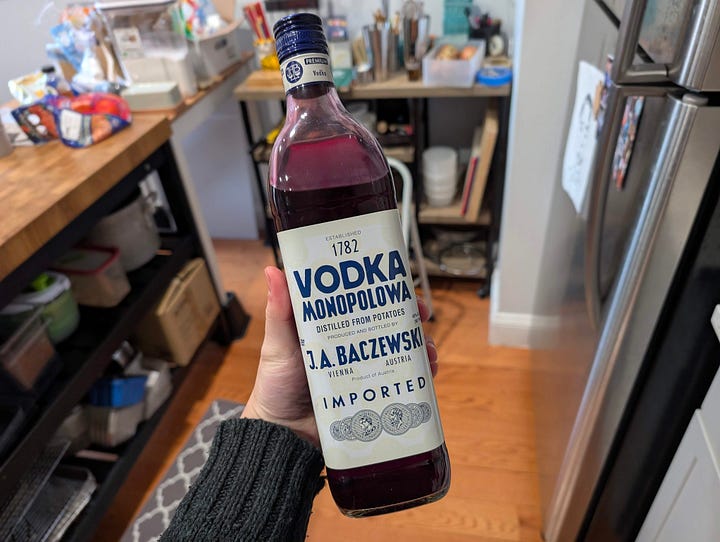 PREMIUM
Vodka
ESTABLISHED
1782
VODKA
MONOPOLOWA
DISTILLED FROM POTATOES
PRODUCED AND BOTTLED BY
J.A. BACZEWSKI
VIENNA AUSTRIA
Product of Austria
IMPORTED